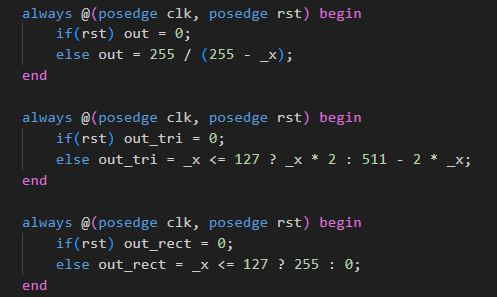 always @(posedge clk, posedge rst) begin
    if(rst) out = 0;
    else out = 255 / (255 - _x);
end

always @(posedge clk, posedge rst) begin
    if(rst) out_tri = 0;
    else out_tri = _x <= 127 ? _x * 2 : 511 - 2 * _x;
end

always @(posedge clk, posedge rst) begin
    if(rst) out_rect = 0;
    else out_rect = _x <= 127 ? 255 : 0;
end